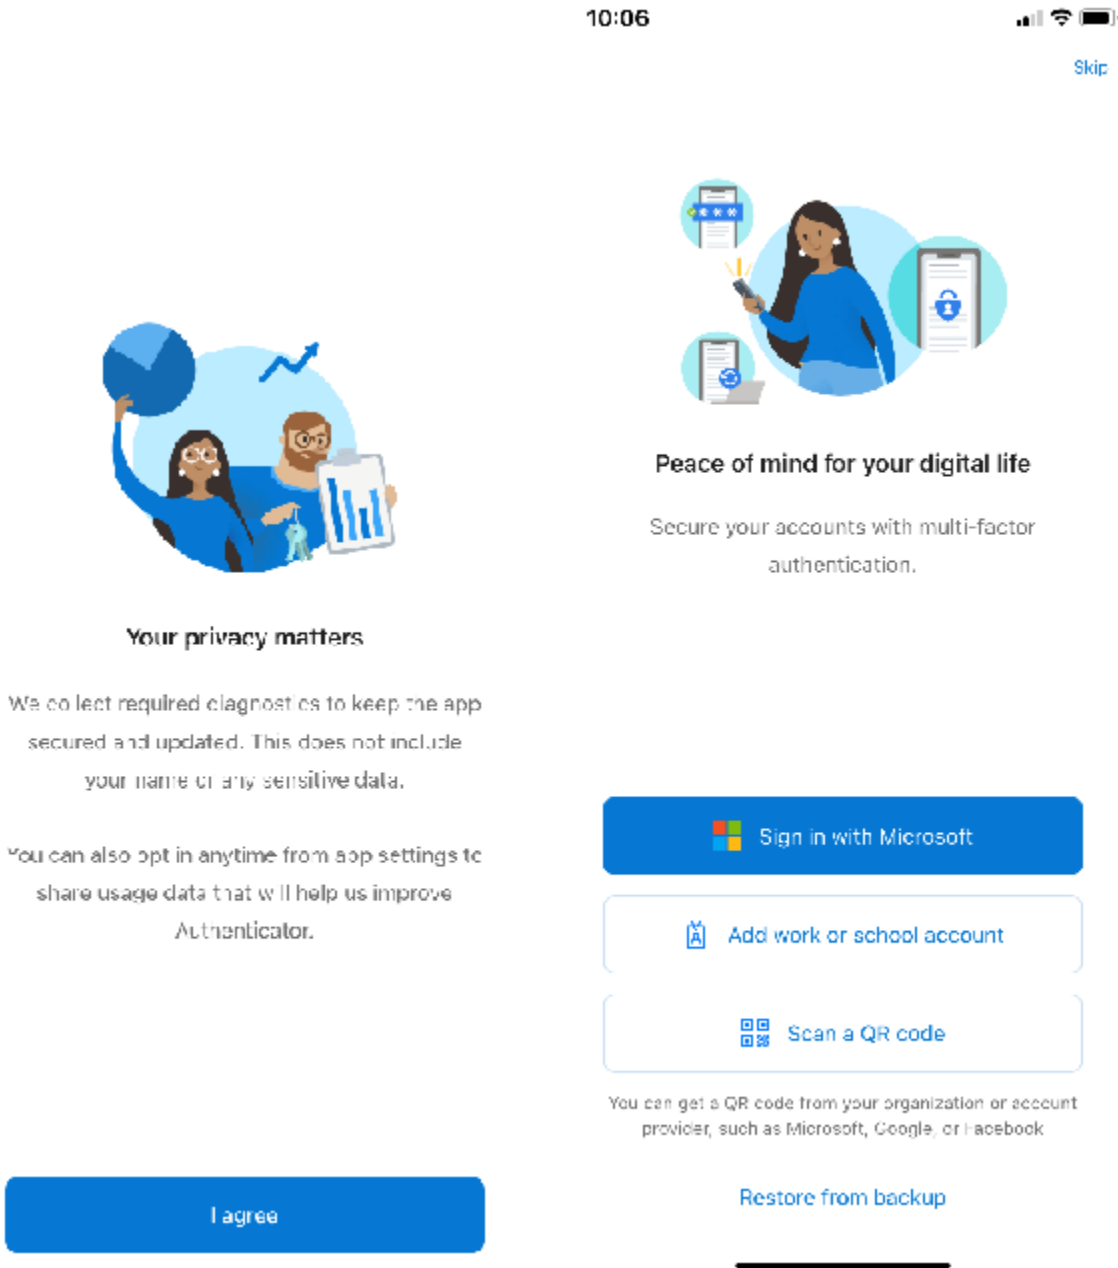 Your privacy matters
We collect required diagnostics to keep the app
secured and updated. This does not include
your name or any sensitive data.
You can also opt in anytime from app settings to
share usage data that will help us improve
Authenticator.
I agree
10:06
Skip
Peace of mind for your digital life
Secure your accounts with multi-factor
authentication.
Sign in with Microsoft
Add work or school account
Scan a QR code
You can get a QR code from your organization or account
provider, such as Microsoft, Google, or Facebook
Restore from backup